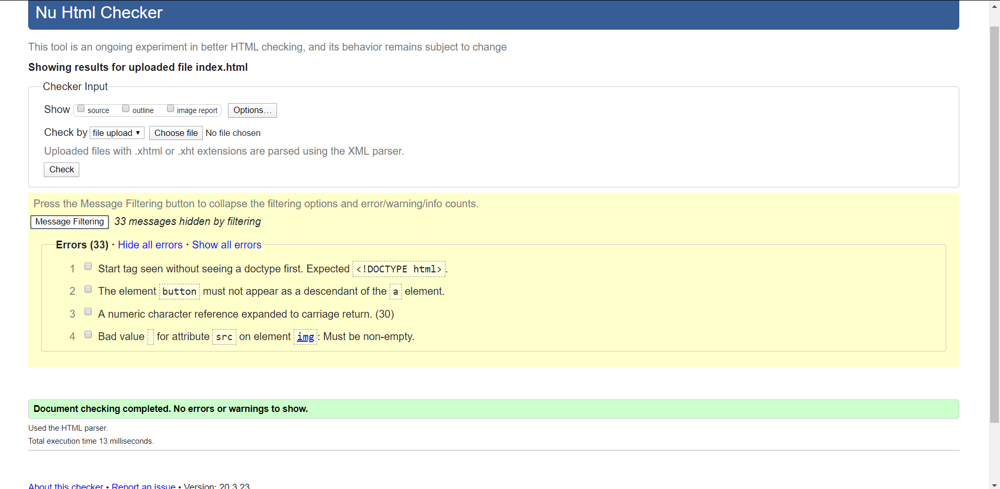 Nu Html Checker
This tool is an ongoing experiment in better HTML checking, and its behavior remains subject to change
Showing results for uploaded file index.html
Checker Input
Show source outline image report Options…
Check by file upload Choose file No file chosen
Uploaded files with .xhtml or .xht extensions are parsed using the XML parser.
Check
Press the Message Filtering button to collapse the filtering options and error/warning/info counts.
Message Filtering 33 messages hidden by filtering
Errors (33) · Hide all errors · Show all errors
1 Start tag seen without seeing a doctype first. Expected <!DOCTYPE html>.
2 The element button must not appear as a descendant of the a element.
3 A numeric character reference expanded to carriage return. (30)
4 Bad value for attribute src on element img: Must be non-empty.
Document checking completed. No errors or warnings to show.
Used the HTML parser.
Total execution time 13 milliseconds.
About this checker • Report an issue • Version: 20.3.23